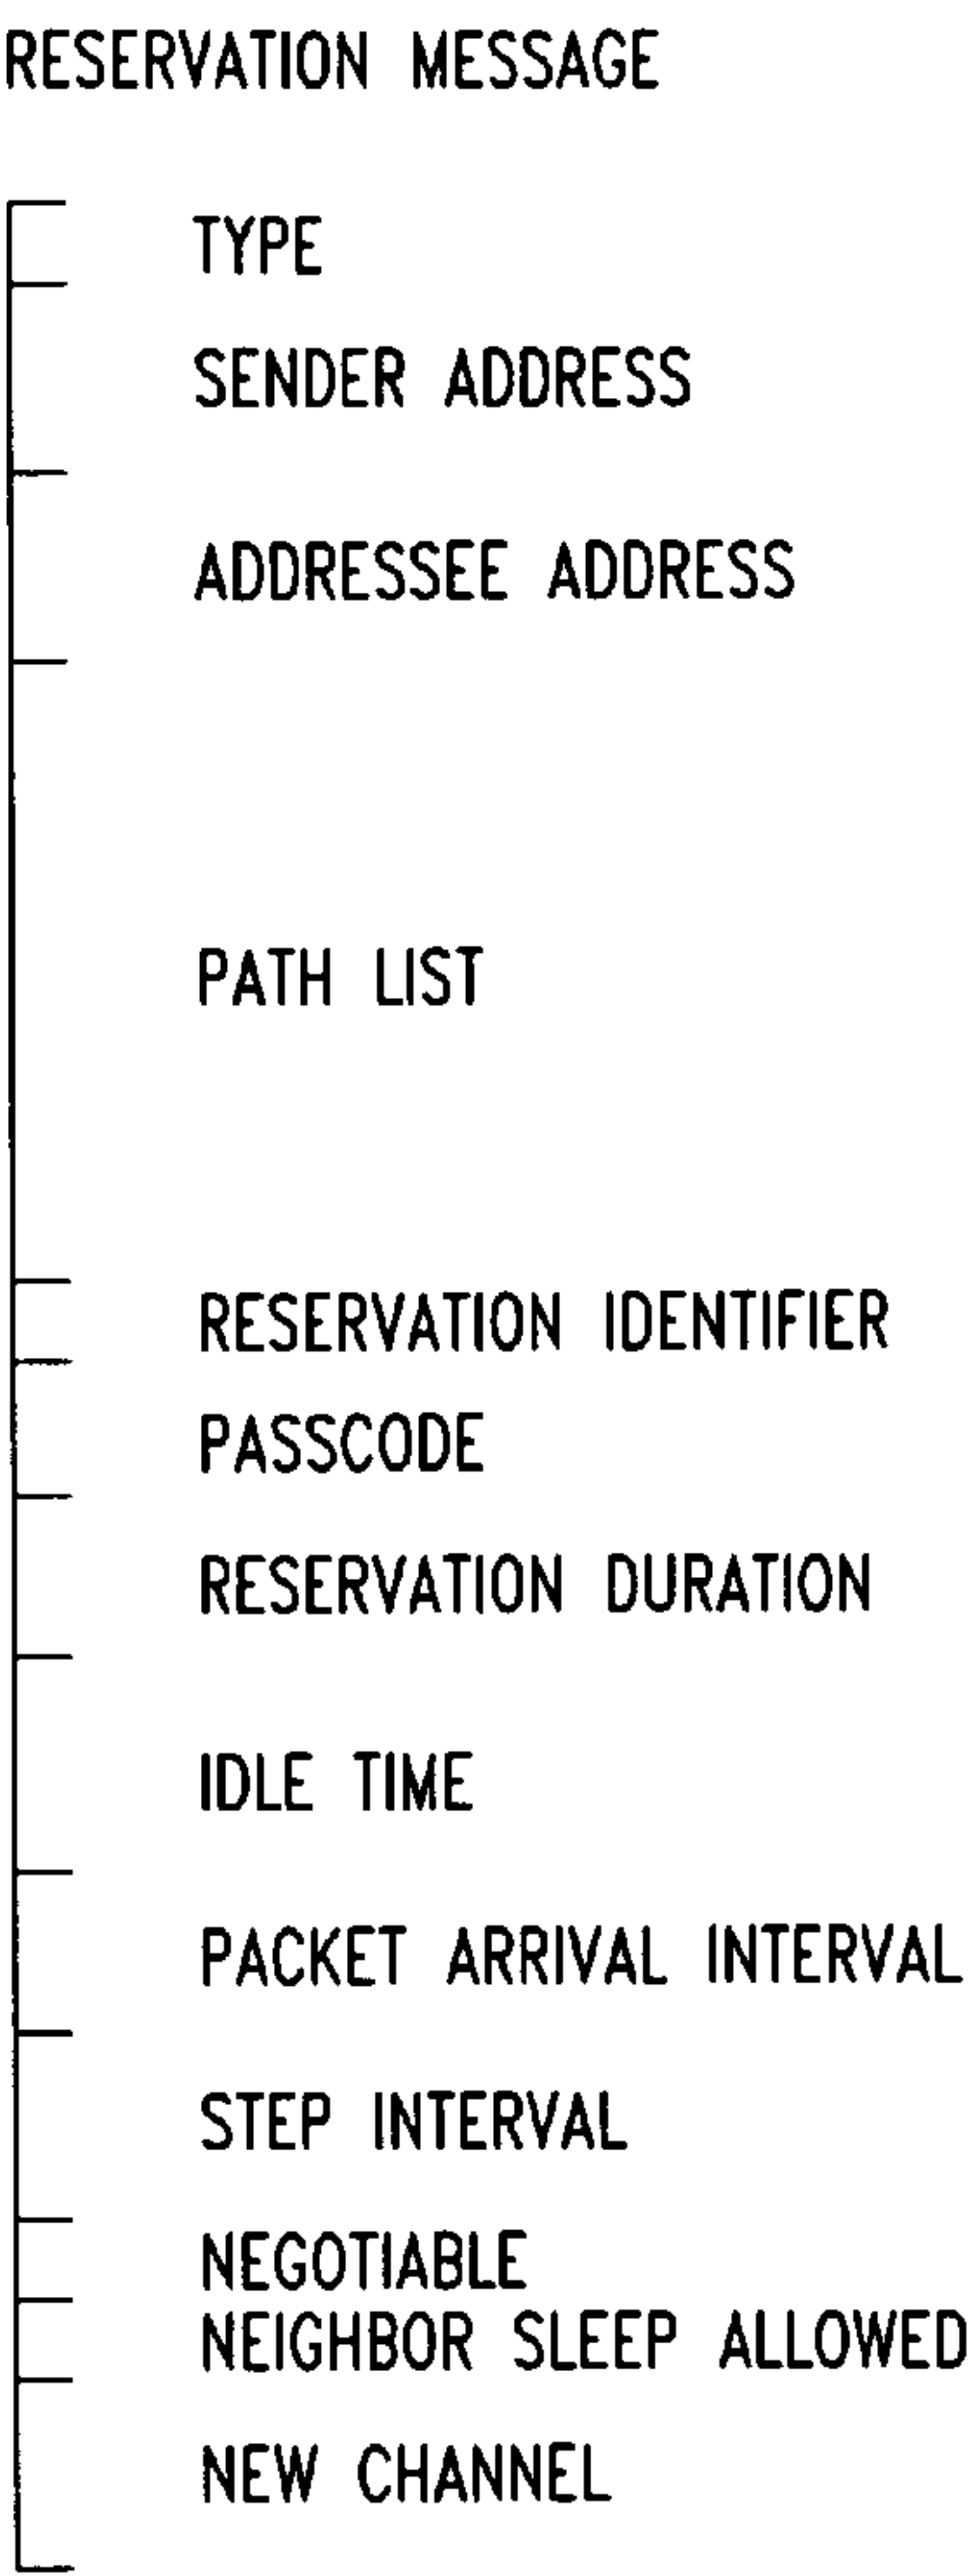 RESERVATION MESSAGE
TYPE
SENDER ADDRESS
ADDRESSEE ADDRESS
PATH LIST
RESERVATION IDENTIFIER
PASSCODE
RESERVATION DURATION
IDLE TIME
PACKET ARRIVAL INTERVAL
STEP INTERVAL
NEGOTIABLE
NEIGHBOR SLEEP ALLOWED
NEW CHANNEL